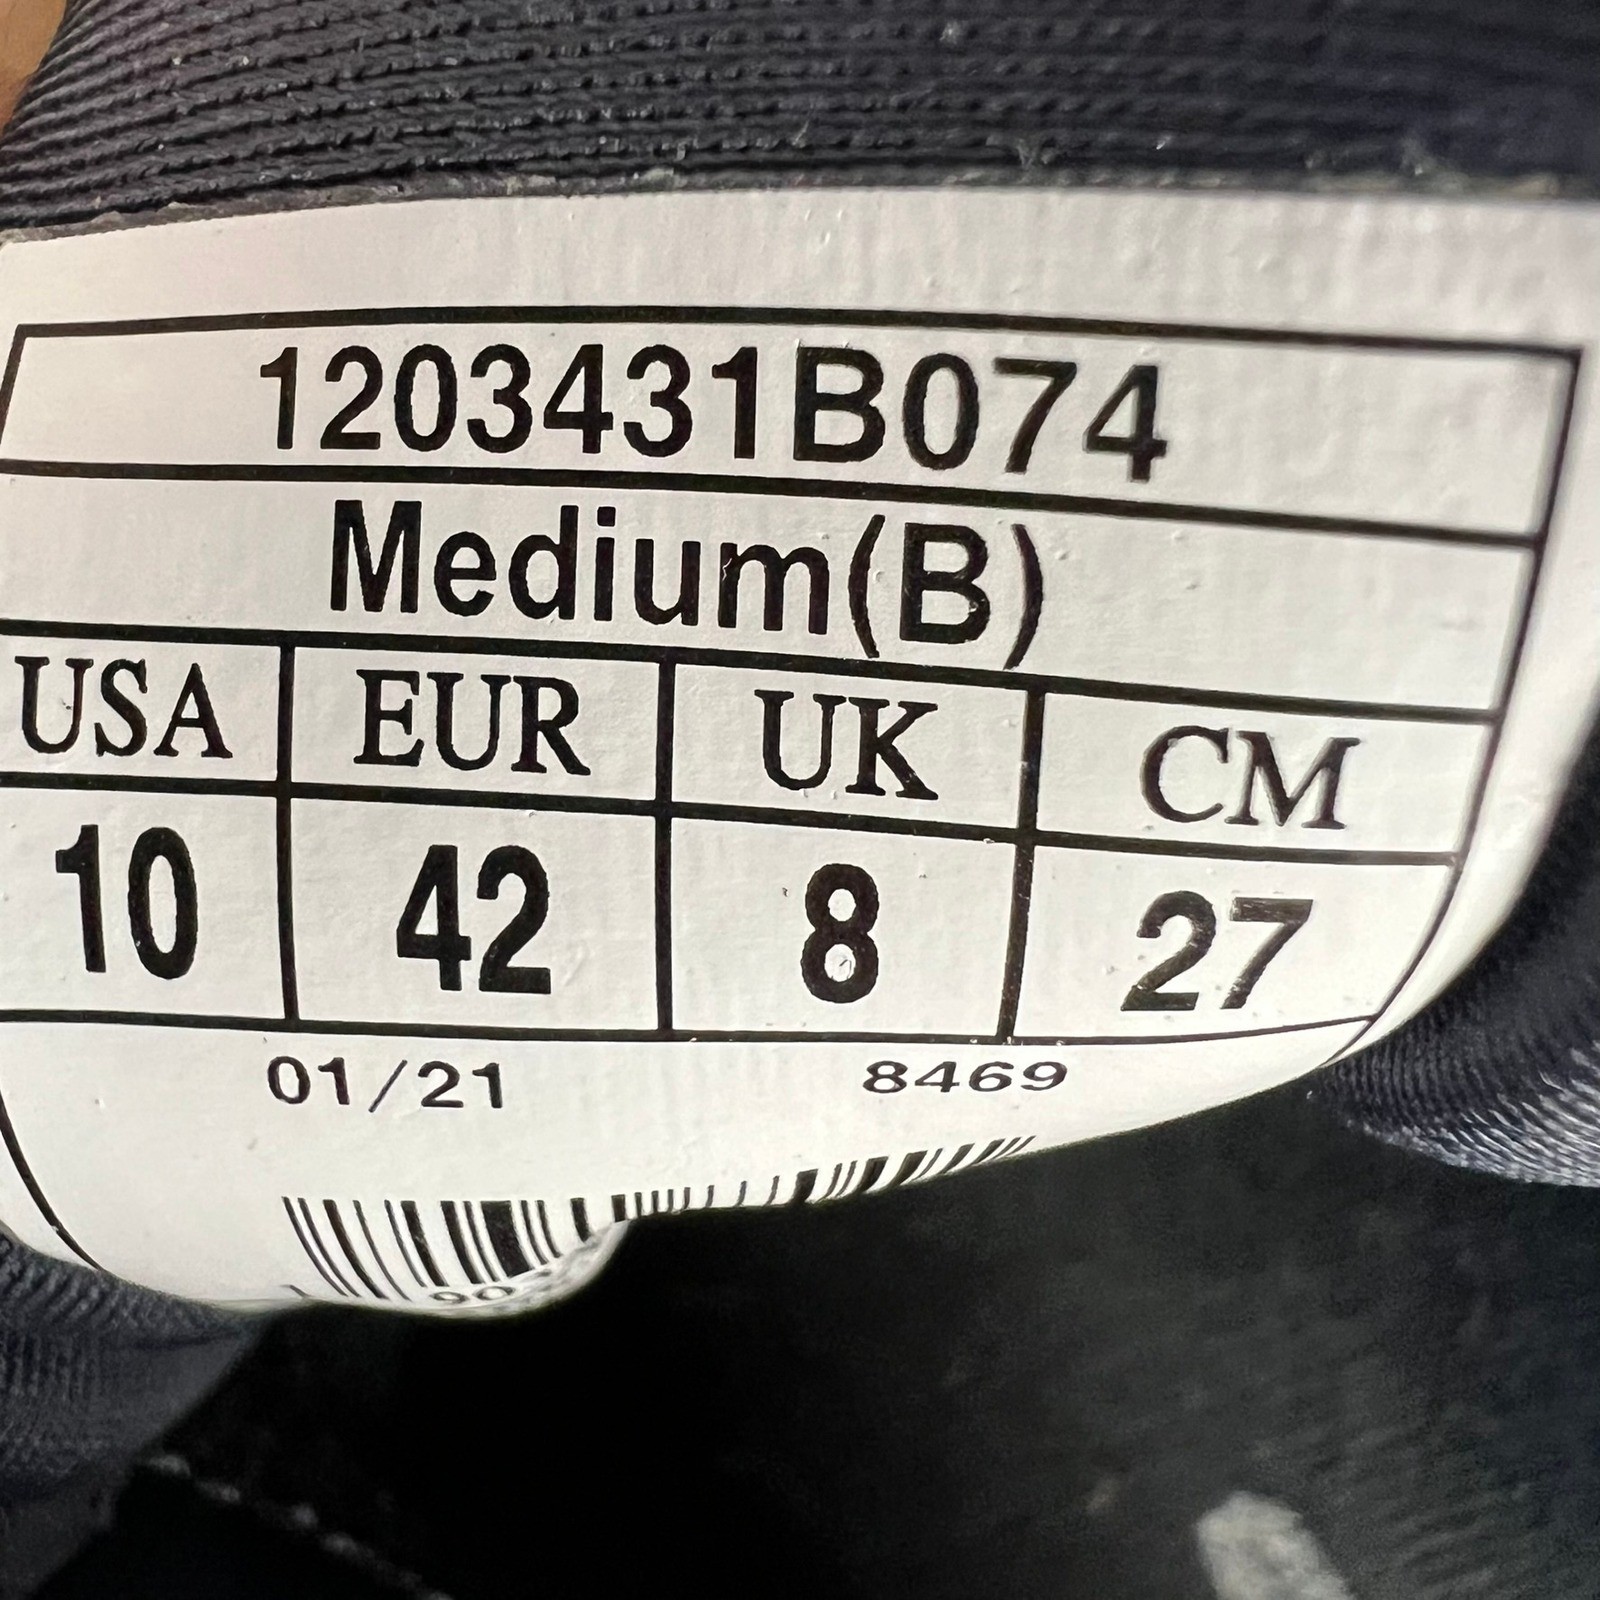 1203431B074
Medium(B)
USA EUR UK CM
10 42 8 27
01/21 8469